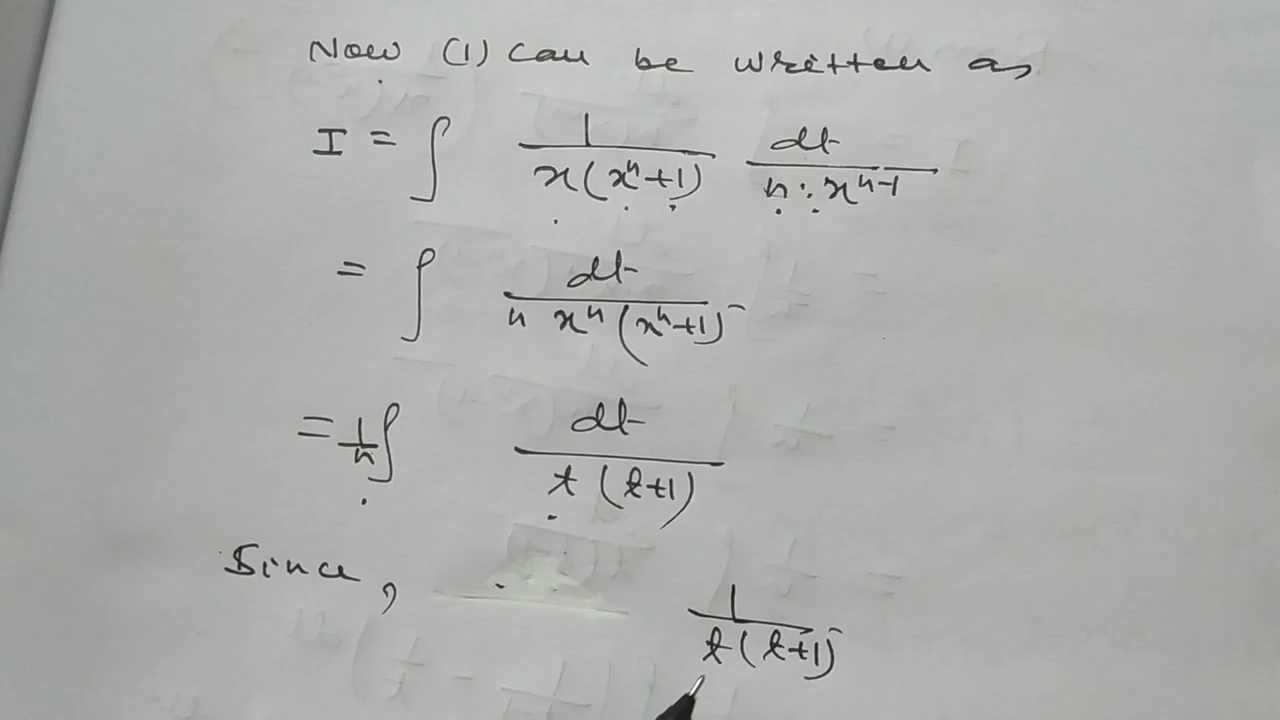 Now (1) can be written as
I = ∫ 1/(x(xⁿ+1)) dt/(n·xⁿ⁻¹)
= ∫ dt/(n xⁿ (xⁿ+1))
= 1/n ∫ dt/(t (t+1))
Since, 1/(t(t+1))